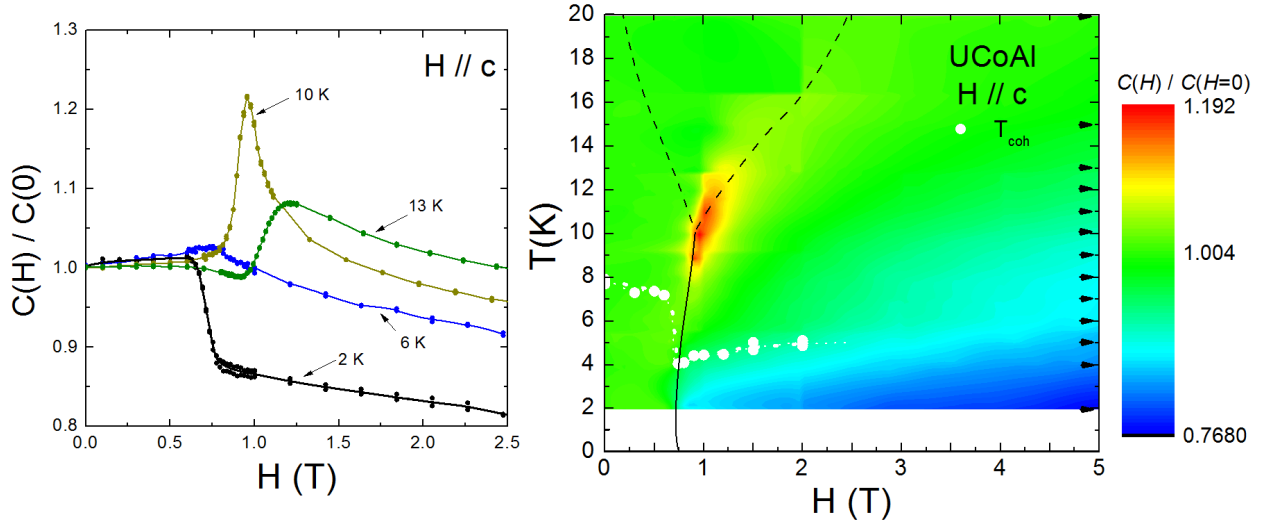 1.3
1.2
1.1
1.0
0.9
0.8
C(H) / C(0)
H // c
10 K
13 K
6 K
2 K
0.0
0.5
1.0
1.5
2.0
2.5
H (T)
20
18
16
14
12
10
8
6
4
2
0
T(K)
UCoAl
H // c
T_coh
0
1
2
3
4
5
H (T)
C(H) / C(H=0)
1.192
1.004
0.7680